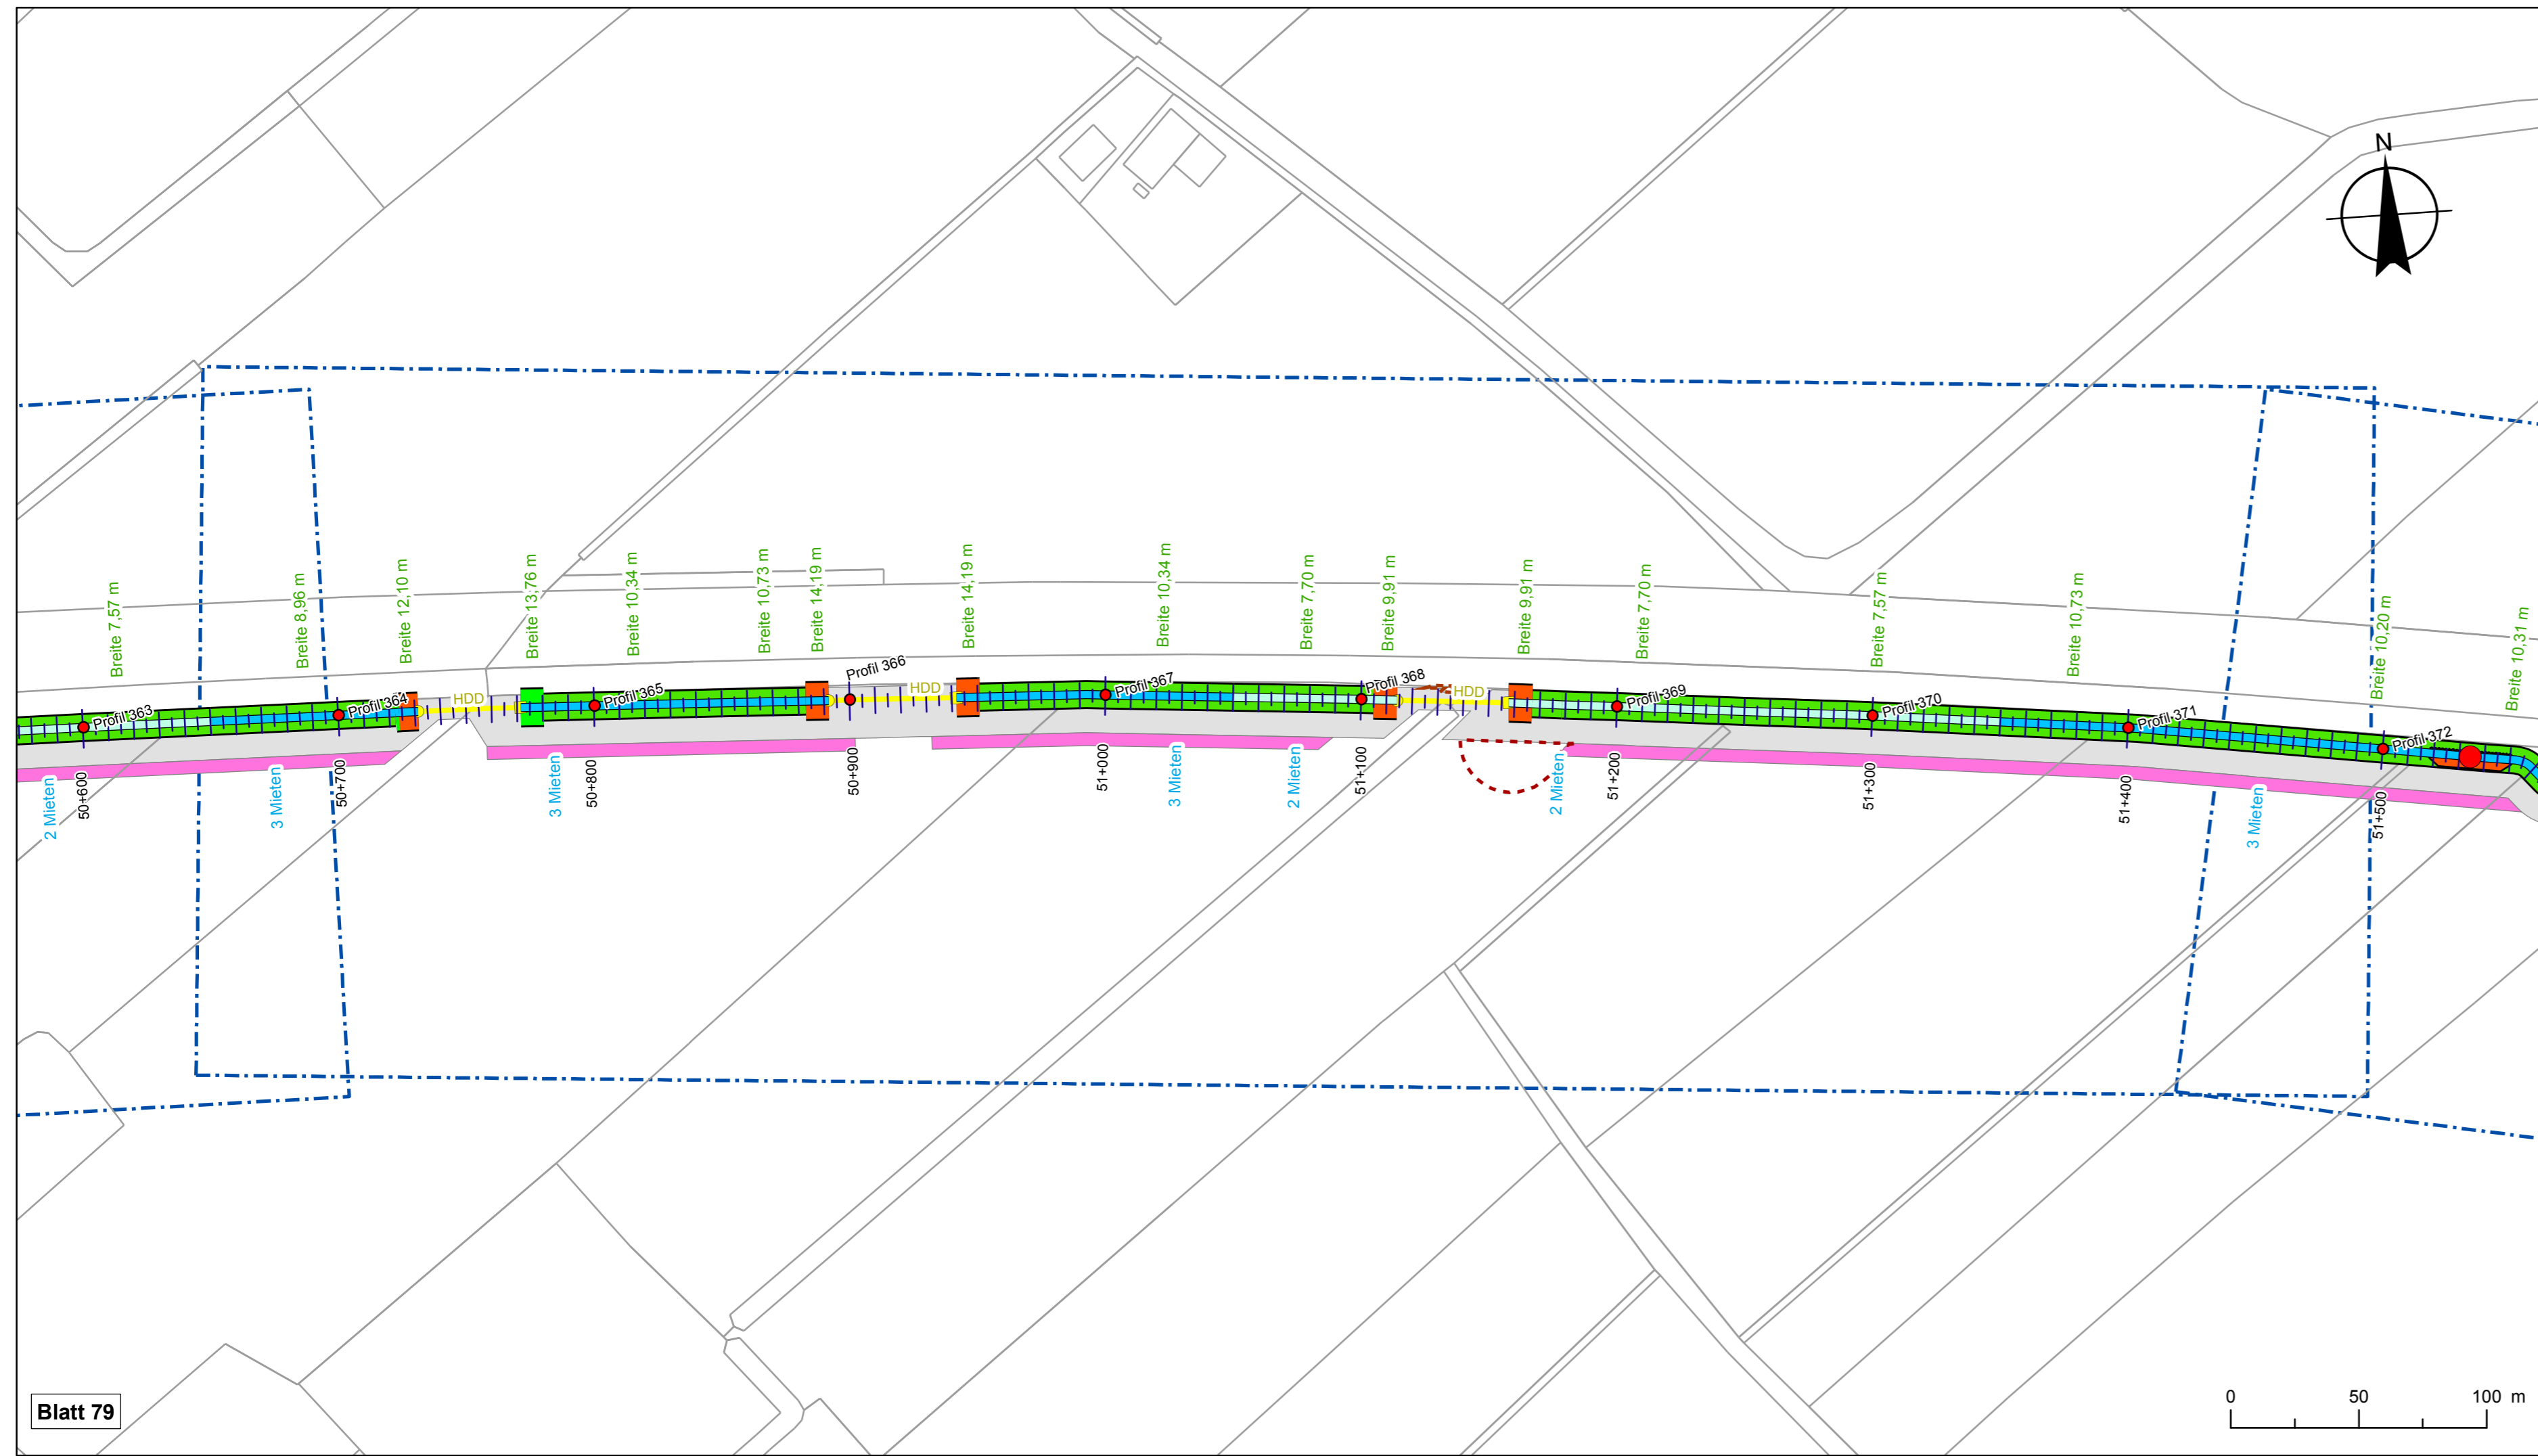 N
Breite 7,57 m
Breite 8,96 m
Breite 12,10 m
Breite 13,76 m
Breite 10,34 m
Breite 10,73 m
Breite 14,19 m
Breite 14,19 m
Breite 10,34 m
Breite 7,70 m
Breite 9,91 m
Breite 9,91 m
Breite 7,70 m
Breite 7,57 m
Breite 10,73 m
Breite 10,20 m
Breite 10,31 m
Profil 363
Profil 364
HDD
Profil 365
Profil 366
HDD
Profil 367
Profil 368
HDD
Profil 369
Profil 370
Profil 371
Profil 372
2 Mieten
50+600
3 Mieten
50+700
3 Mieten
50+800
50+900
51+000
3 Mieten
2 Mieten
51+100
2 Mieten
51+200
51+300
51+400
3 Mieten
51+500
Blatt 79
0 50 100 m